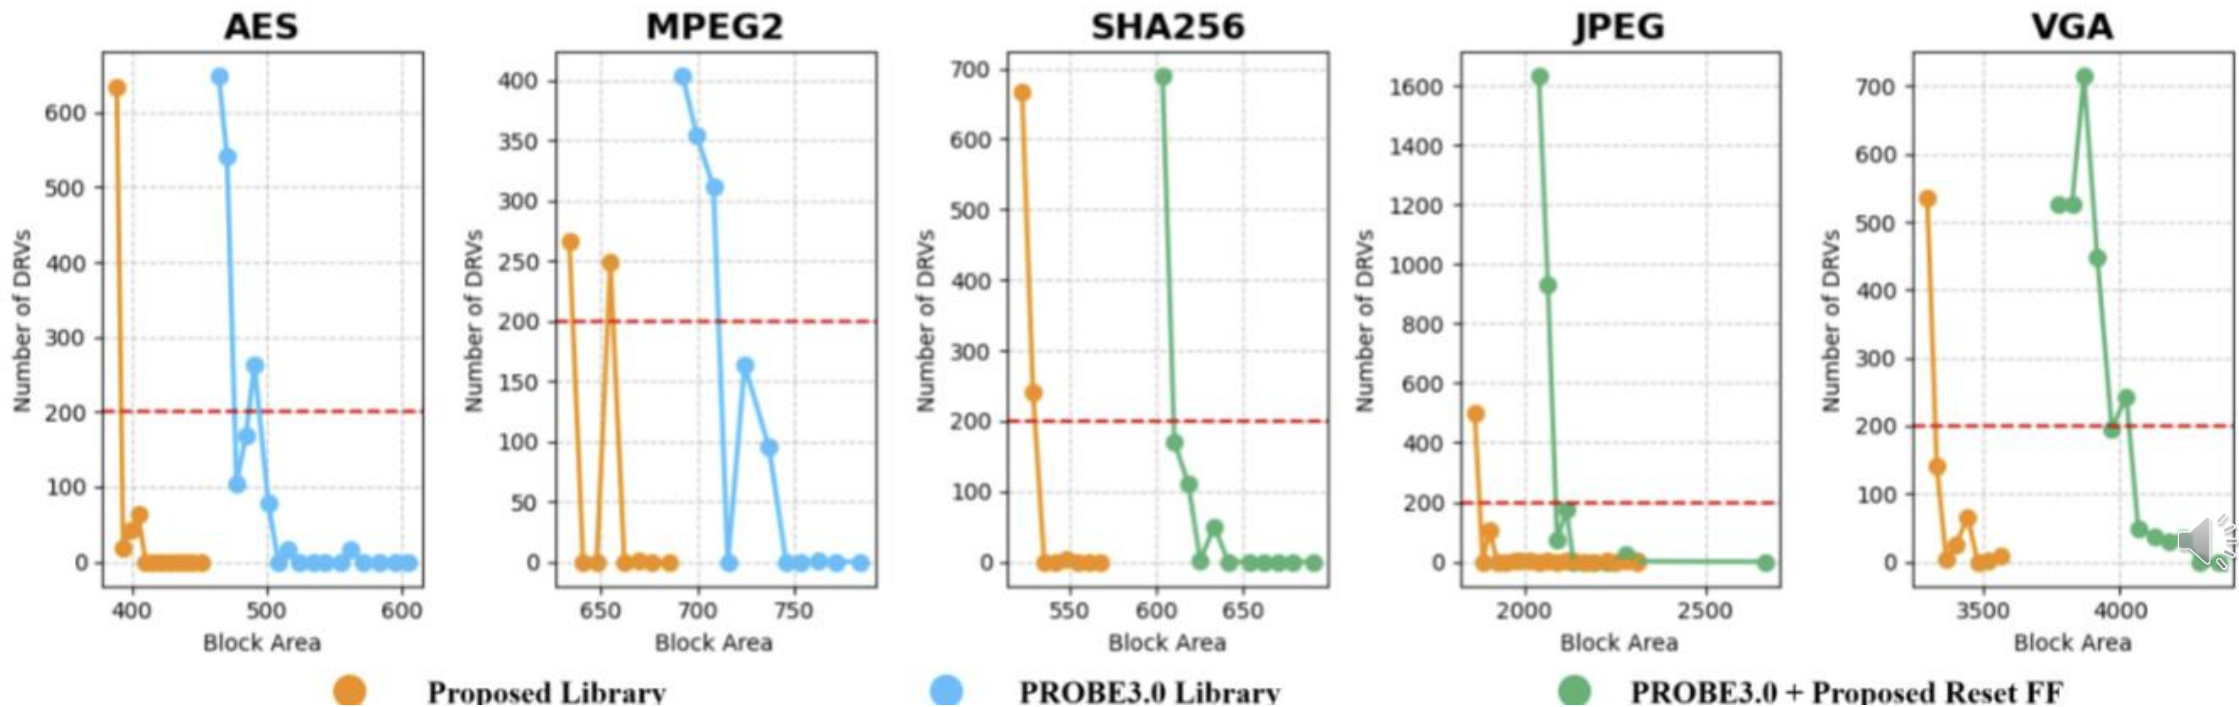 AES
Number of DRVs
600
500
400
300
200
100
0
400 500 600
Block Area
MPEG2
Number of DRVs
400
350
300
250
200
150
100
50
0
650 700 750
Block Area
SHA256
Number of DRVs
700
600
500
400
300
200
100
0
550 600 650
Block Area
JPEG
Number of DRVs
1600
1400
1200
1000
800
600
400
200
0
2000 2500
Block Area
VGA
Number of DRVs
700
600
500
400
300
200
100
0
3500 4000
Block Area
Proposed Library
PROBE3.0 Library
PROBE3.0 + Proposed Reset FF